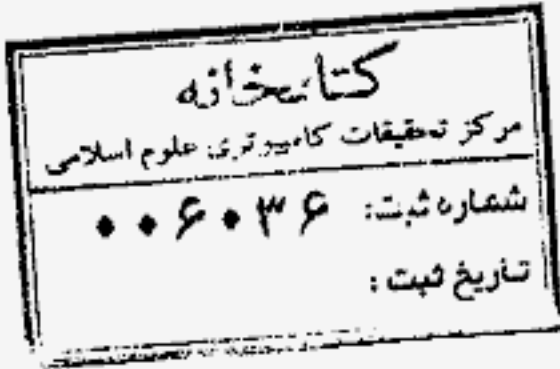 کتابخانه
مرکز تحقیقات کامپیوتری علوم اسلامی
شماره ثبت: ۰۰۶۰۳۶
تاریخ ثبت: